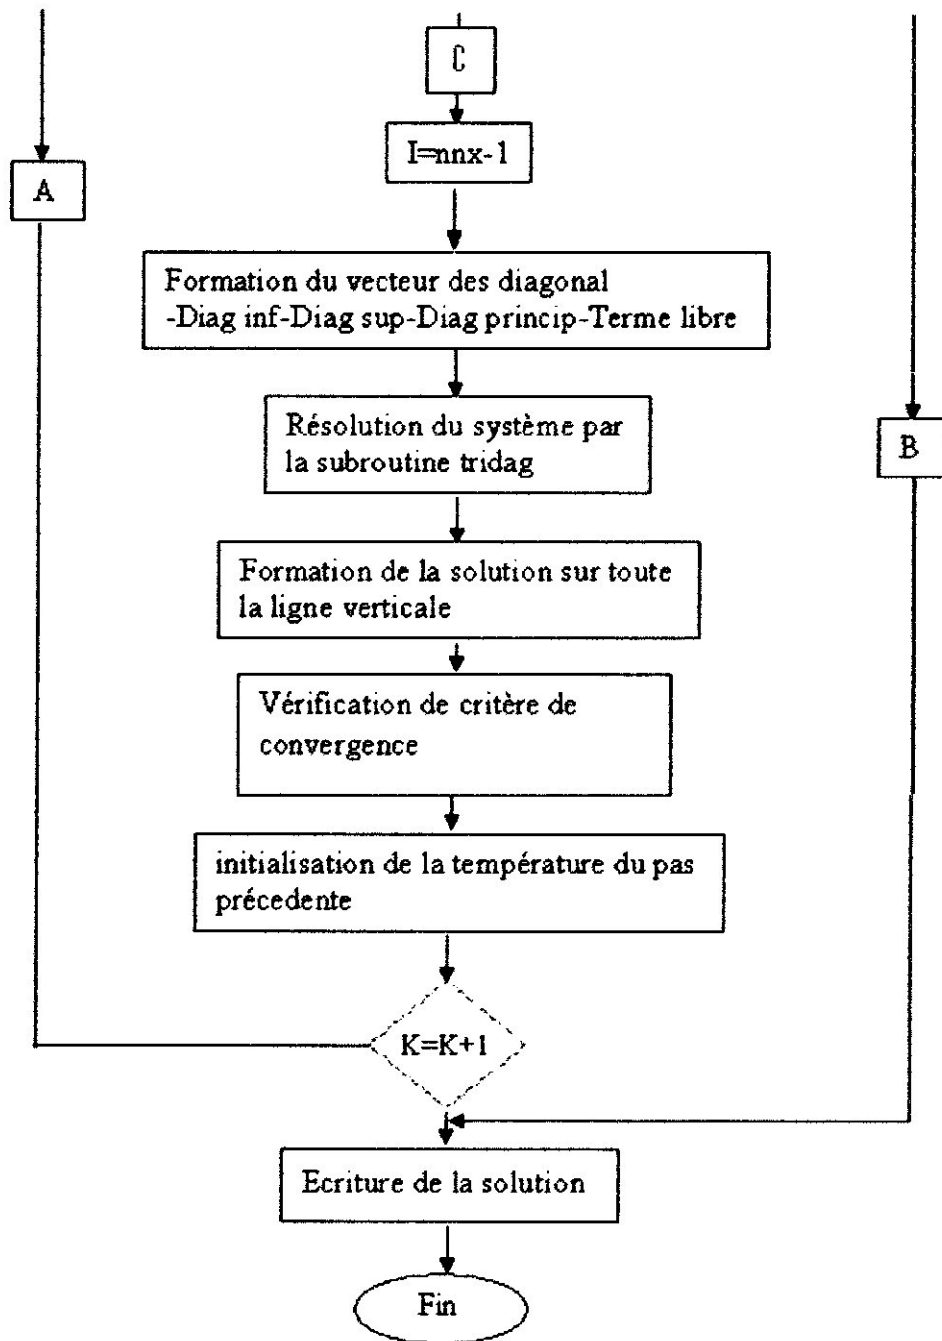 C
I=nnx-1
A
Formation du vecteur des diagonal
-Diag inf-Diag sup-Diag princip-Terme libre
Résolution du système par
la subroutine tridag
B
Formation de la solution sur toute
la ligne verticale
Vérification de critère de
convergence
initialisation de la température du pas
précedente
K=K+1
Ecriture de la solution
Fin